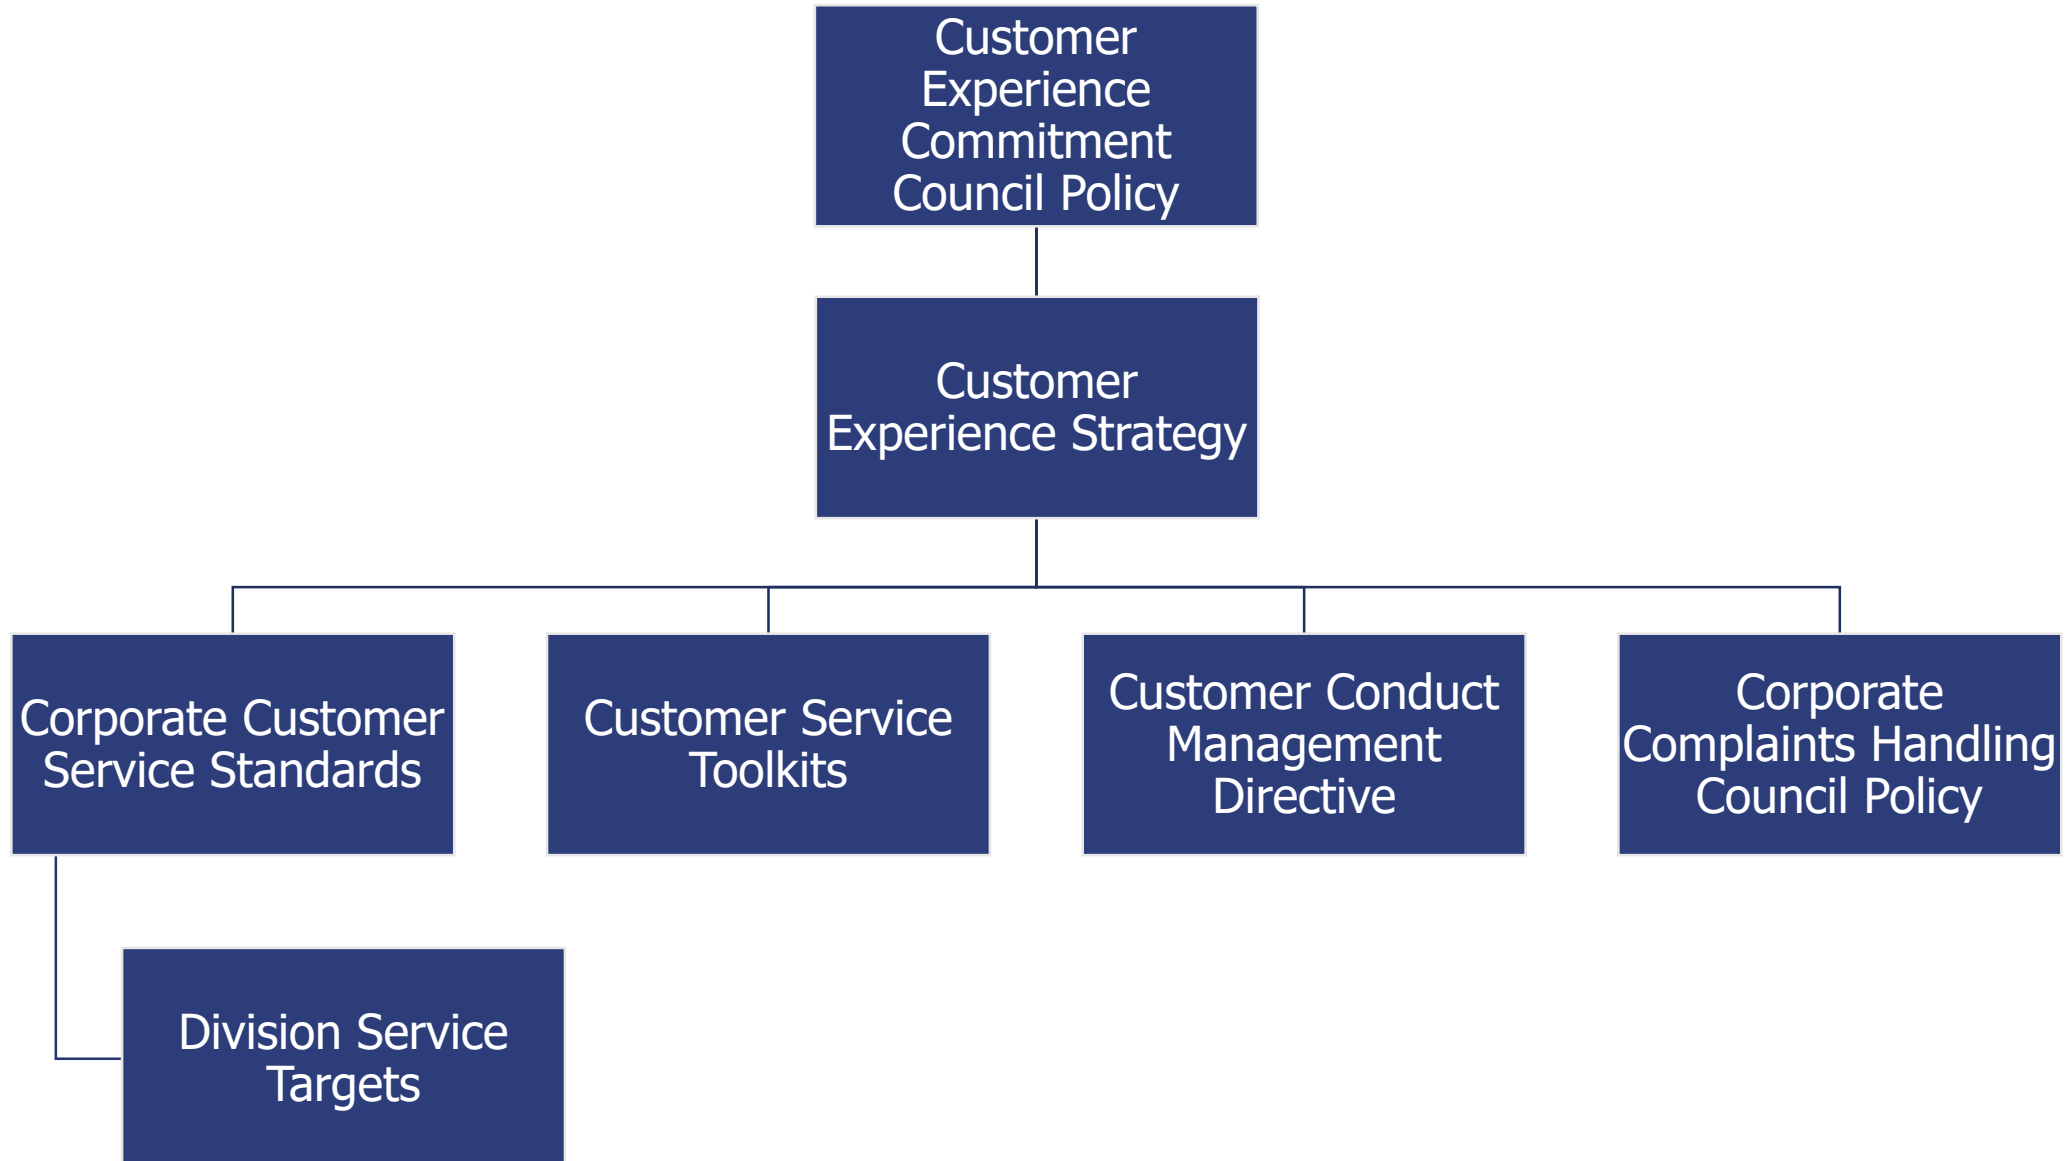 Customer
Experience
Commitment
Council Policy
Customer
Experience Strategy
Corporate Customer
Service Standards
Customer Service
Toolkits
Customer Conduct
Management
Directive
Corporate
Complaints Handling
Council Policy
Division Service
Targets